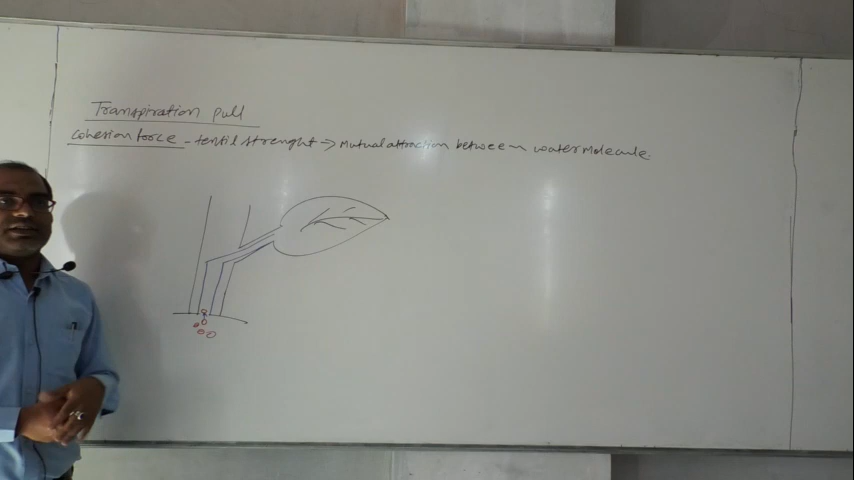 Transpiration pull
Cohesion force - tentil strenght → Mutual attraction between water molecule.